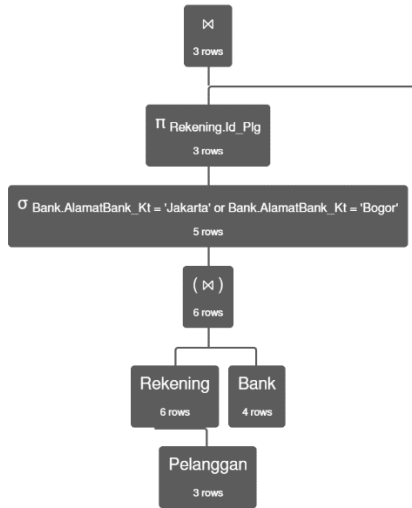 ⋈
3 rows
π Rekening.Id_Plg
3 rows
σ Bank.AlamatBank_Kt = 'Jakarta' or Bank.AlamatBank_Kt = 'Bogor'
5 rows
( ⋈ )
6 rows
Rekening
6 rows
Bank
4 rows
Pelanggan
3 rows